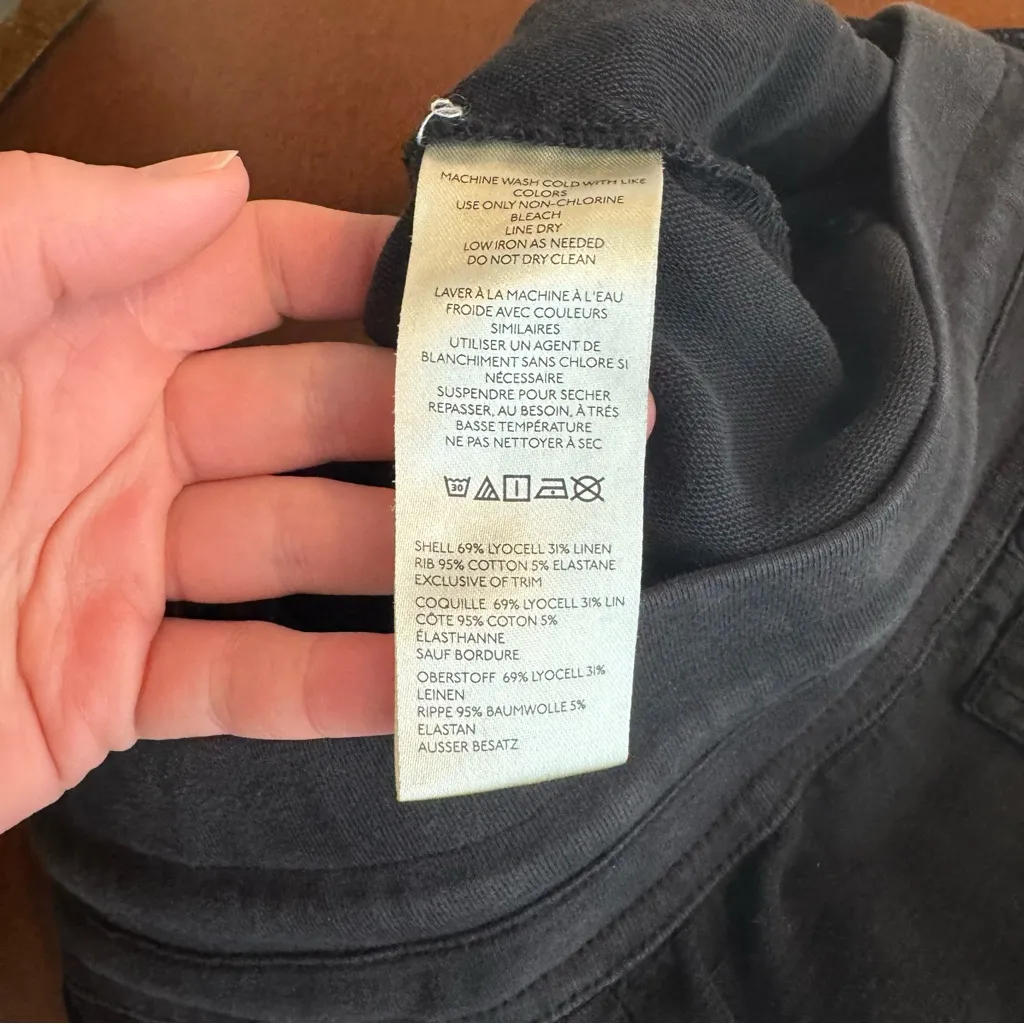 MACHINE WASH COLD WITH LIKE
COLORS
USE ONLY NON-CHLORINE
BLEACH
LINE DRY
LOW IRON AS NEEDED
DO NOT DRY CLEAN
LAVER À LA MACHINE À L'EAU
FROIDE AVEC COULEURS
SIMILAIRES
UTILISER UN AGENT DE
BLANCHIMENT SANS CHLORE SI
NÉCESSAIRE
SUSPENDRE POUR SECHER
REPASSER, AU BESOIN, À TRÉS
BASSE TEMPÉRATURE
NE PAS NETTOYER À SEC
30
SHELL 69% LYOCELL 31% LINEN
RIB 95% COTTON 5% ELASTANE
EXCLUSIVE OF TRIM
COQUILLE 69% LYOCELL 31% LIN
CÔTE 95% COTON 5%
ÉLASTHANNE
SAUF BORDURE
OBERSTOFF 69% LYOCELL 31%
LEINEN
RIPPE 95% BAUMWOLLE 5%
ELASTAN
AUSSER BESATZ